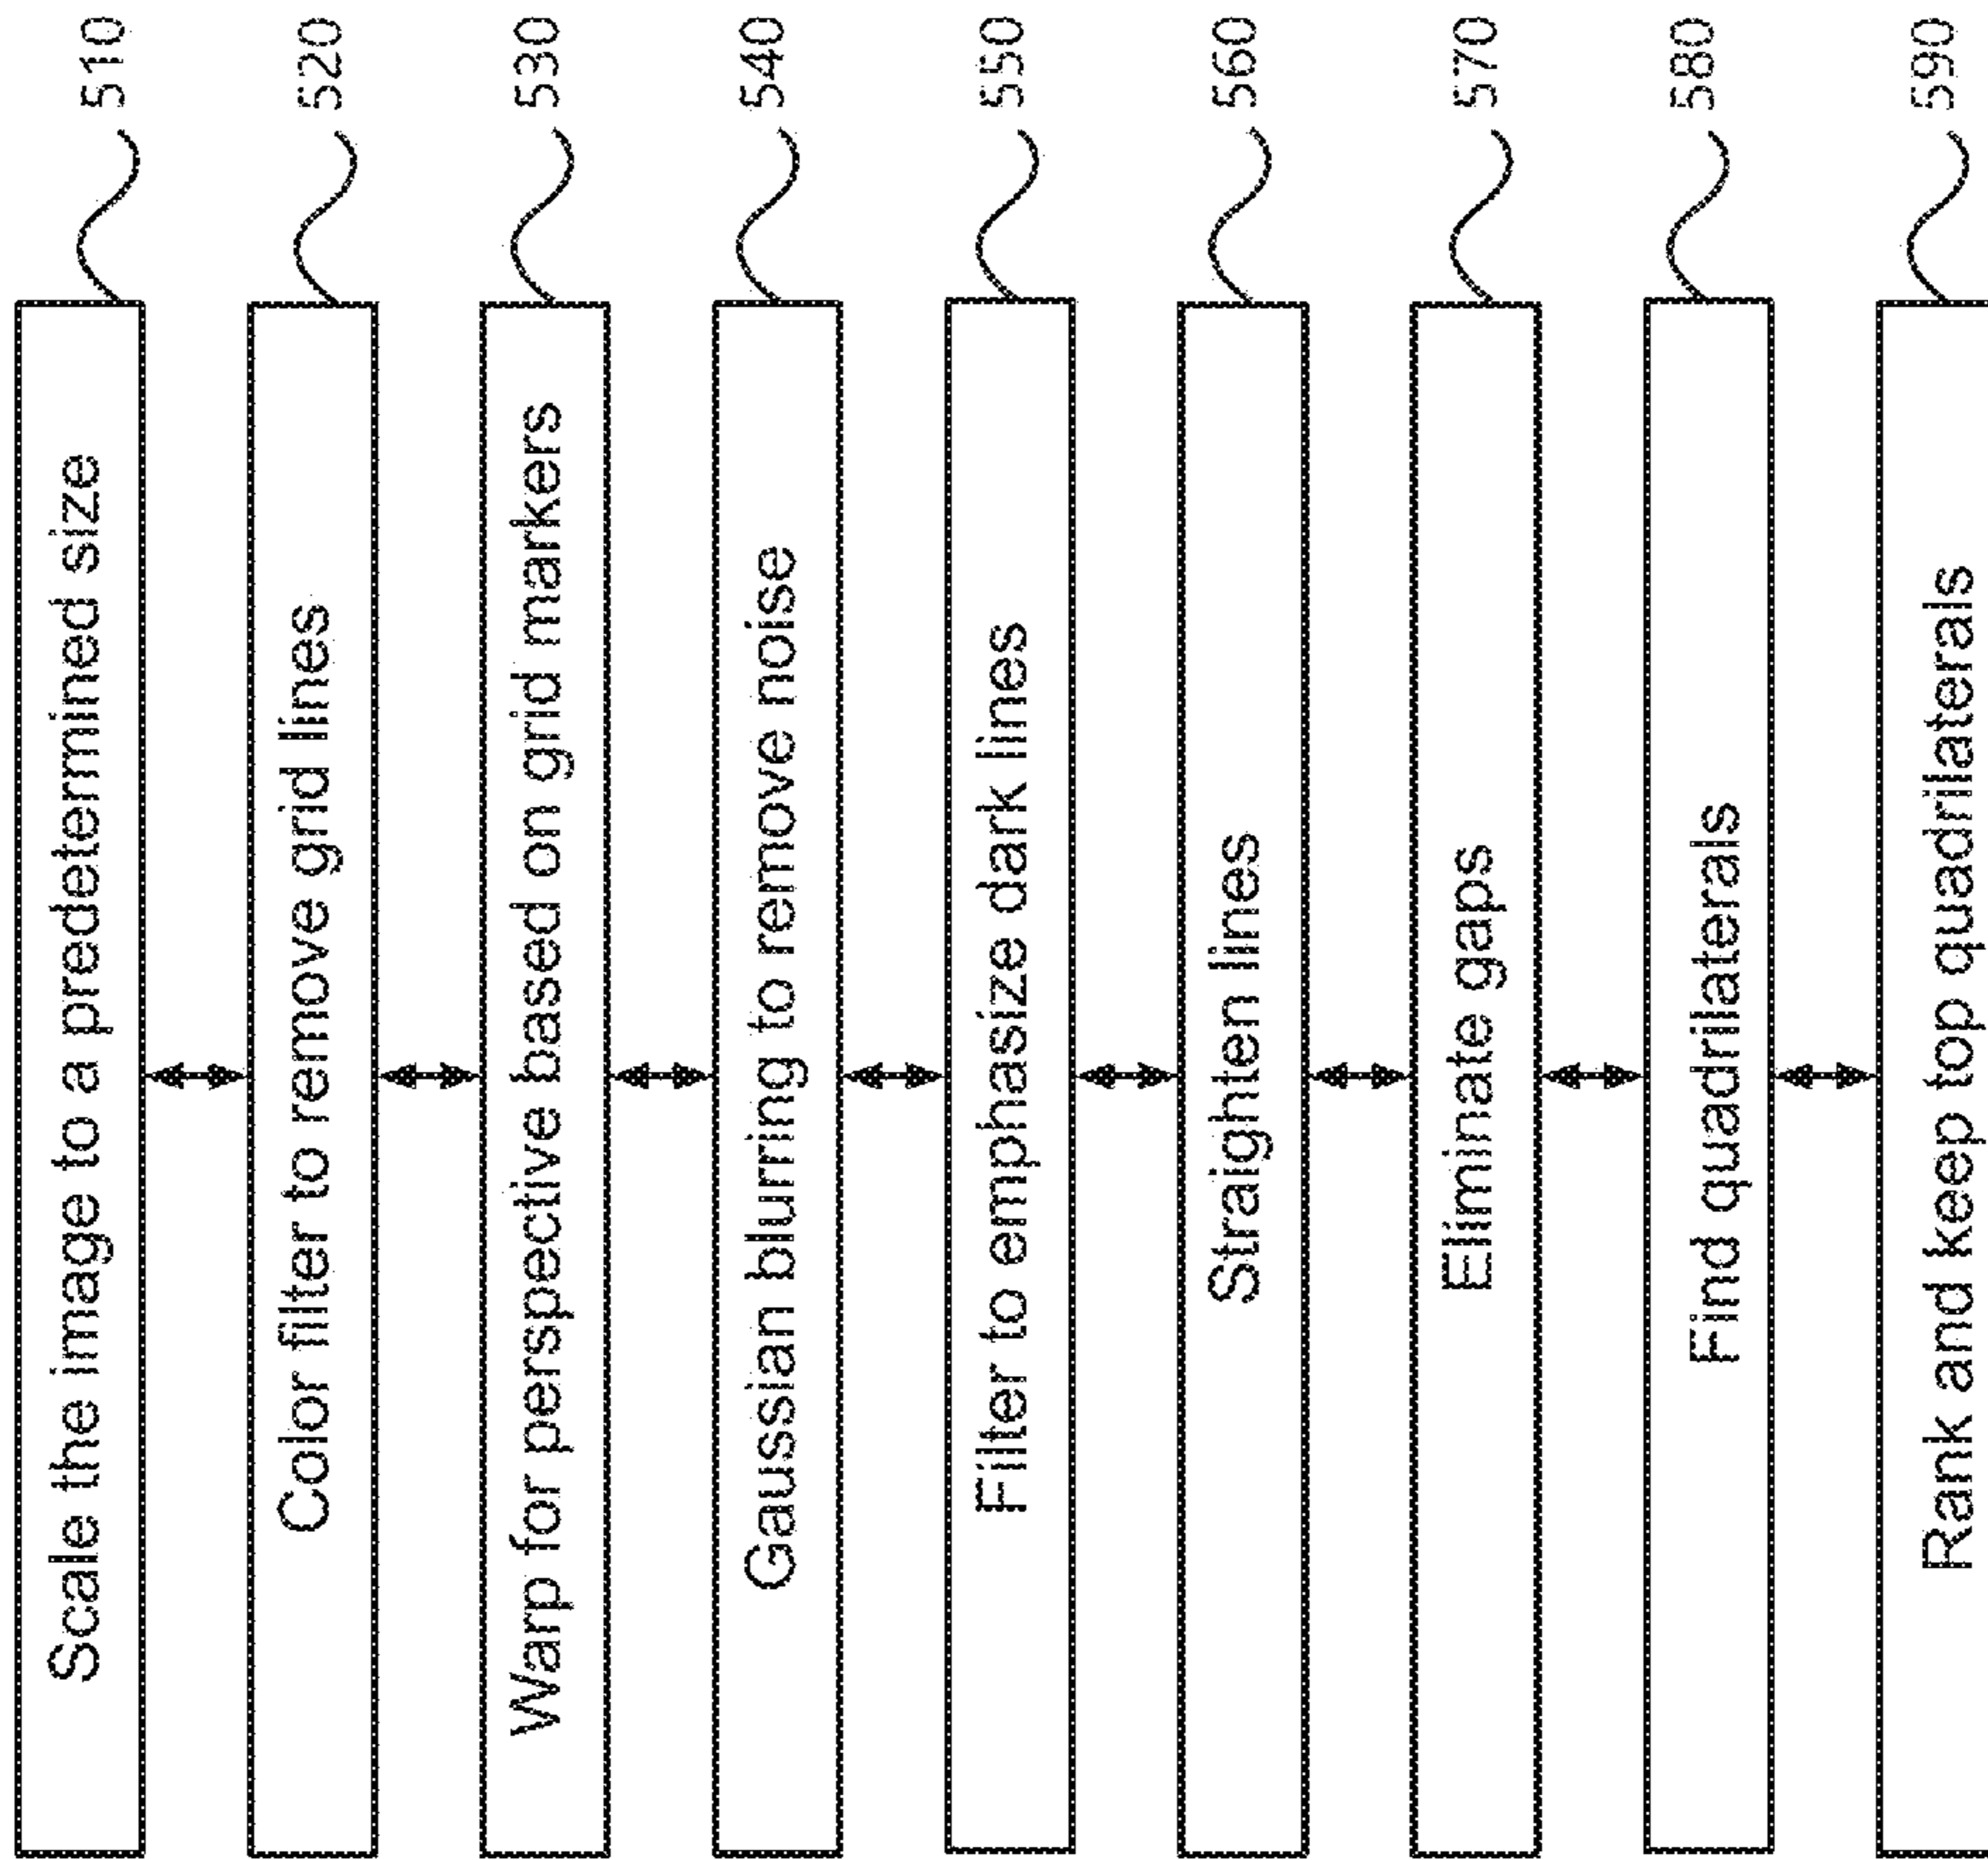 Scale the image to a predetermined size 510
Color filter to remove grid lines 520
Warp for perspective based on grid markers 530
Gaussian blurring to remove noise 540
Filter to emphasize dark lines 550
Straighten lines 560
Eliminate gaps 570
Find quadrilaterals 580
Rank and keep top quadrilaterals 590